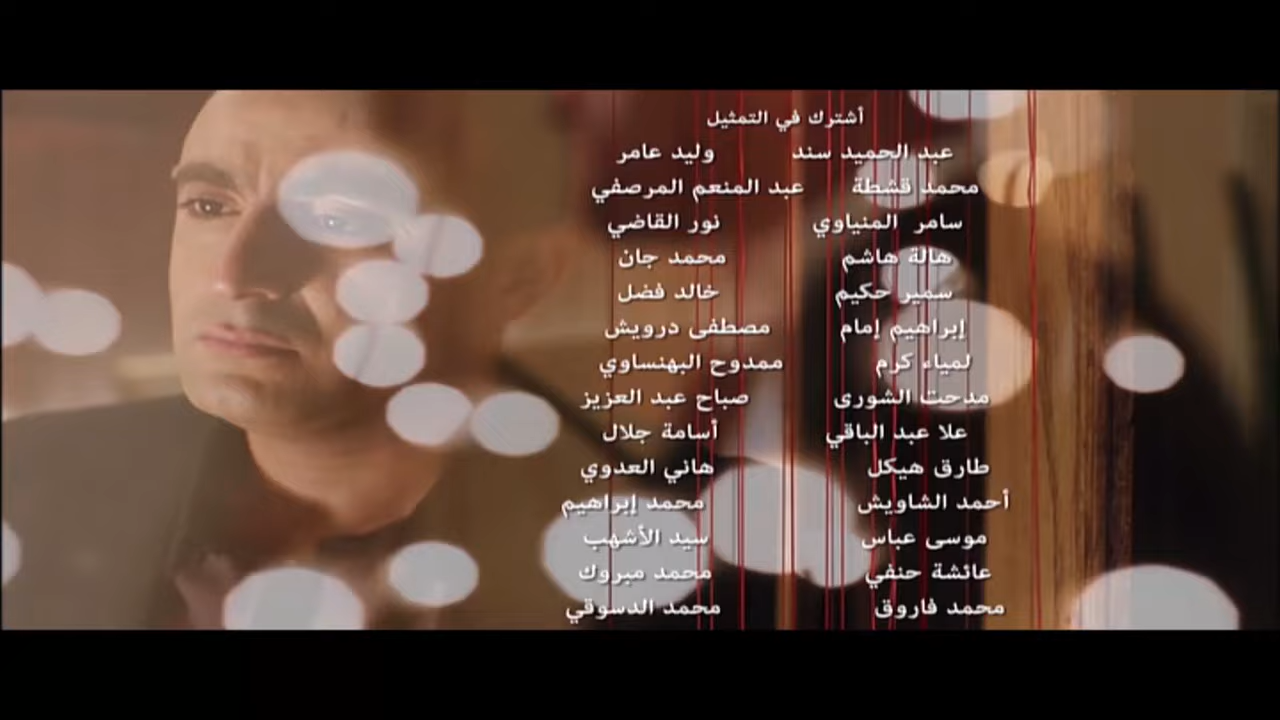 أشترك في التمثيل
عبد الحميد سند وليد عامر
محمد قشطة عبد المنعم المرصفي
سامر المنياوي نور القاضي
هالة هاشم محمد جان
سمير حكيم خالد فضل
إبراهيم إمام مصطفى درويش
لمياء كرم ممدوح البهنساوي
مدحت الشورى صباح عبد العزيز
علا عبد الباقي أسامة جلال
طارق هيكل هاني العدوي
أحمد الشاويش محمد إبراهيم
موسى عباس سيد الأشهب
عائشة حنفي محمد مبروك
محمد فاروق محمد الدسوقي